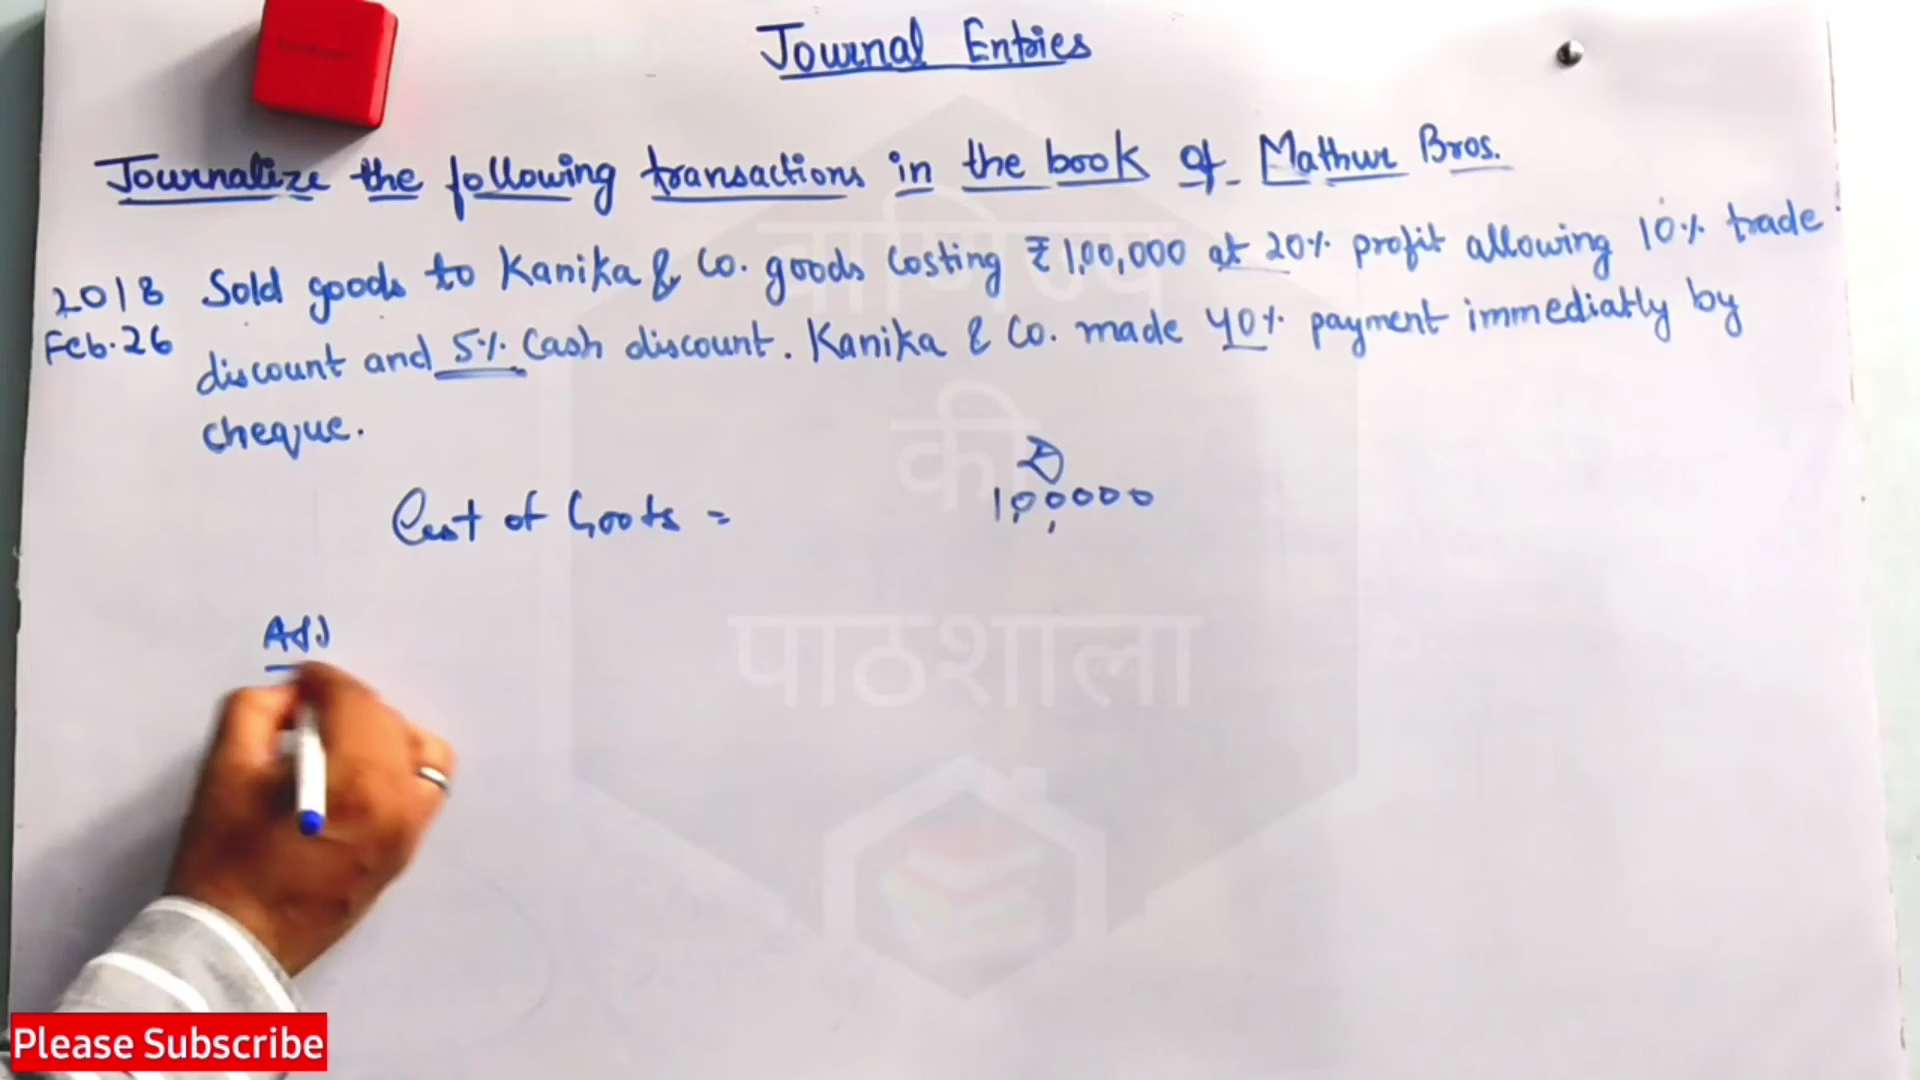 Journal Entries
Journalize the following transactions in the book of Mathur Bros.
2018 Sold goods to Kanika & Co. goods Costing ₹ 1,00,000 at 20% profit allowing 10% trade
Feb. 26 discount and 5% Cash discount. Kanika & Co. made 40% payment immediatly by
cheque.
Cost of Goods = 1,00,000
Add
वाणिज्य
की
पाठशाला
Please Subscribe